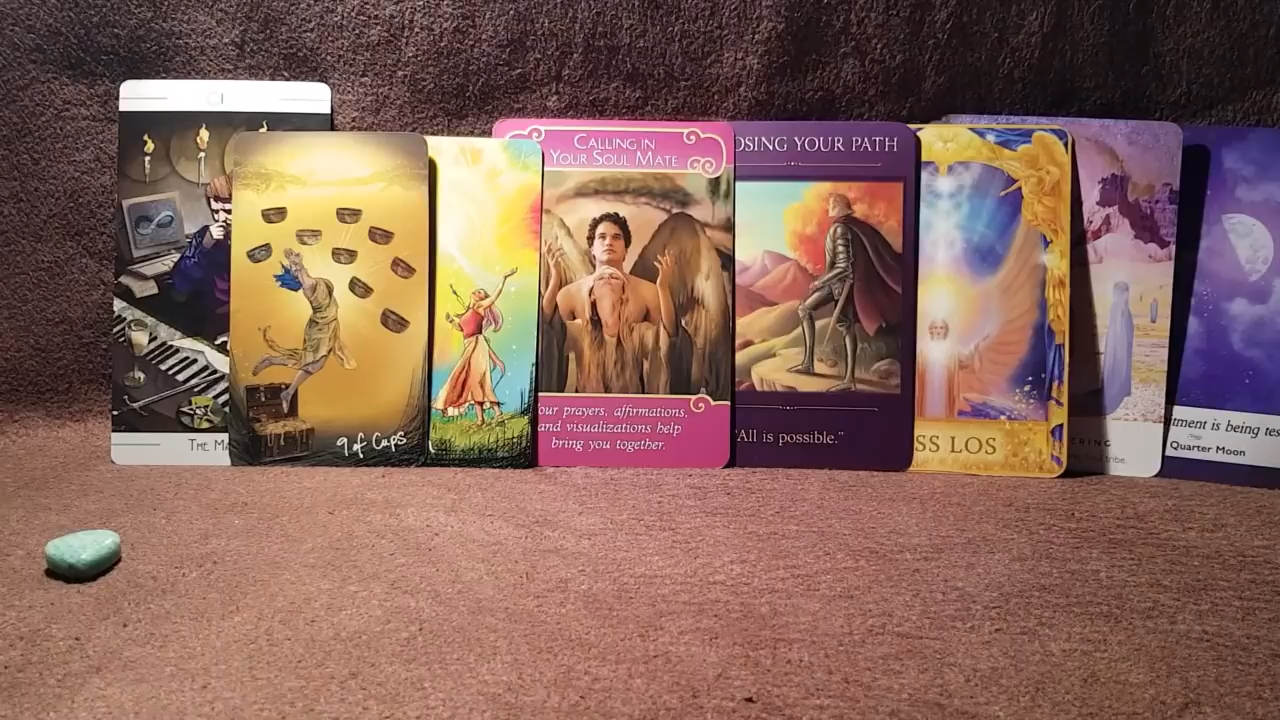 THE MA
9 of Cups
CALLING IN
YOUR SOUL MATE
our prayers, affirmations,
and visualizations help
bring you together.
OSING YOUR PATH
"All is possible."
SS LOS
ERING
tribe.
tment is being tes
Quarter Moon